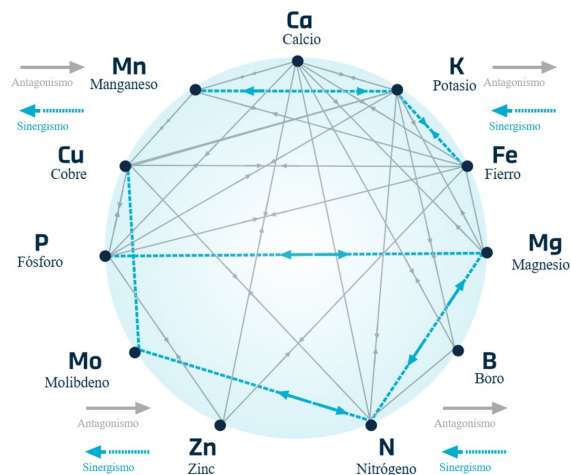 Ca
Calcio
Mn
Manganeso
K
Potasio
Antagonismo
Sinergismo
Antagonismo
Sinergismo
Cu
Cobre
Fe
Fierro
P
Fósforo
Mg
Magnesio
Mo
Molibdeno
B
Boro
Antagonismo
Sinergismo
Antagonismo
Sinergismo
Zn
Zinc
N
Nitrógeno